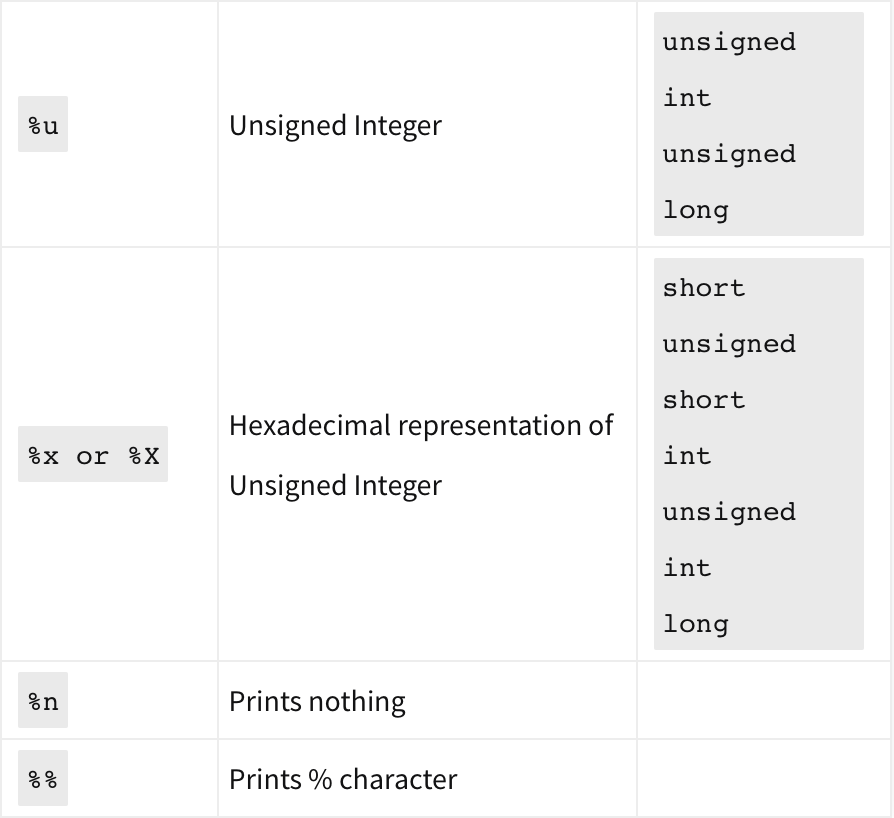 %u
Unsigned Integer
unsigned
int
unsigned
long
%x or %X
Hexadecimal representation of
Unsigned Integer
short
unsigned
short
int
unsigned
int
long
%n
Prints nothing
%%
Prints % character